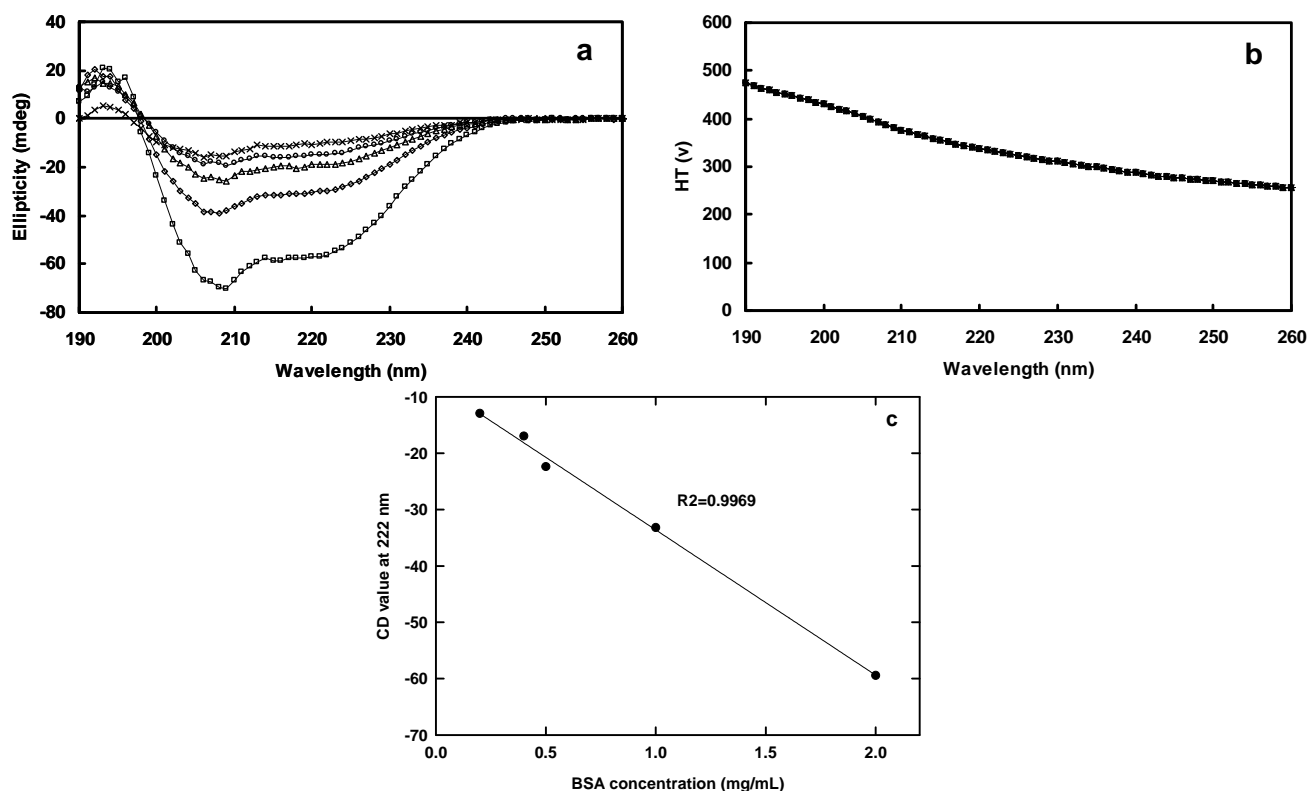 a
40
20
0
-20
-40
-60
-80
Ellipticity (mdeg)
190 200 210 220 230 240 250 260
Wavelength (nm)
b
600
500
400
300
200
100
0
HT (v)
190 200 210 220 230 240 250 260
Wavelength (nm)
c
-10
-20
-30
-40
-50
-60
-70
CD value at 222 nm
R2=0.9969
0.0 0.5 1.0 1.5 2.0
BSA concentration (mg/mL)